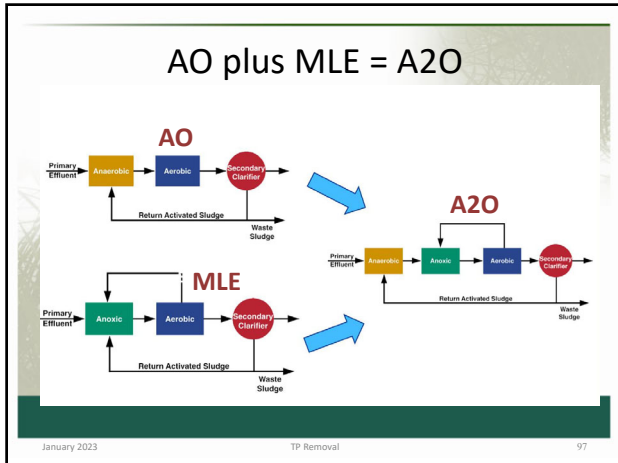 AO plus MLE = A2O
AO
Primary
Effluent
Anaerobic
Aerobic
Secondary
Clarifier
Return Activated Sludge
Waste
Sludge
MLE
Primary
Effluent
Anoxic
Aerobic
Secondary
Clarifier
Return Activated Sludge
Waste
Sludge
A2O
Primary
Effluent
Anaerobic
Anoxic
Aerobic
Secondary
Clarifier
Return Activated Sludge
Waste
Sludge
January 2023
TP Removal
97